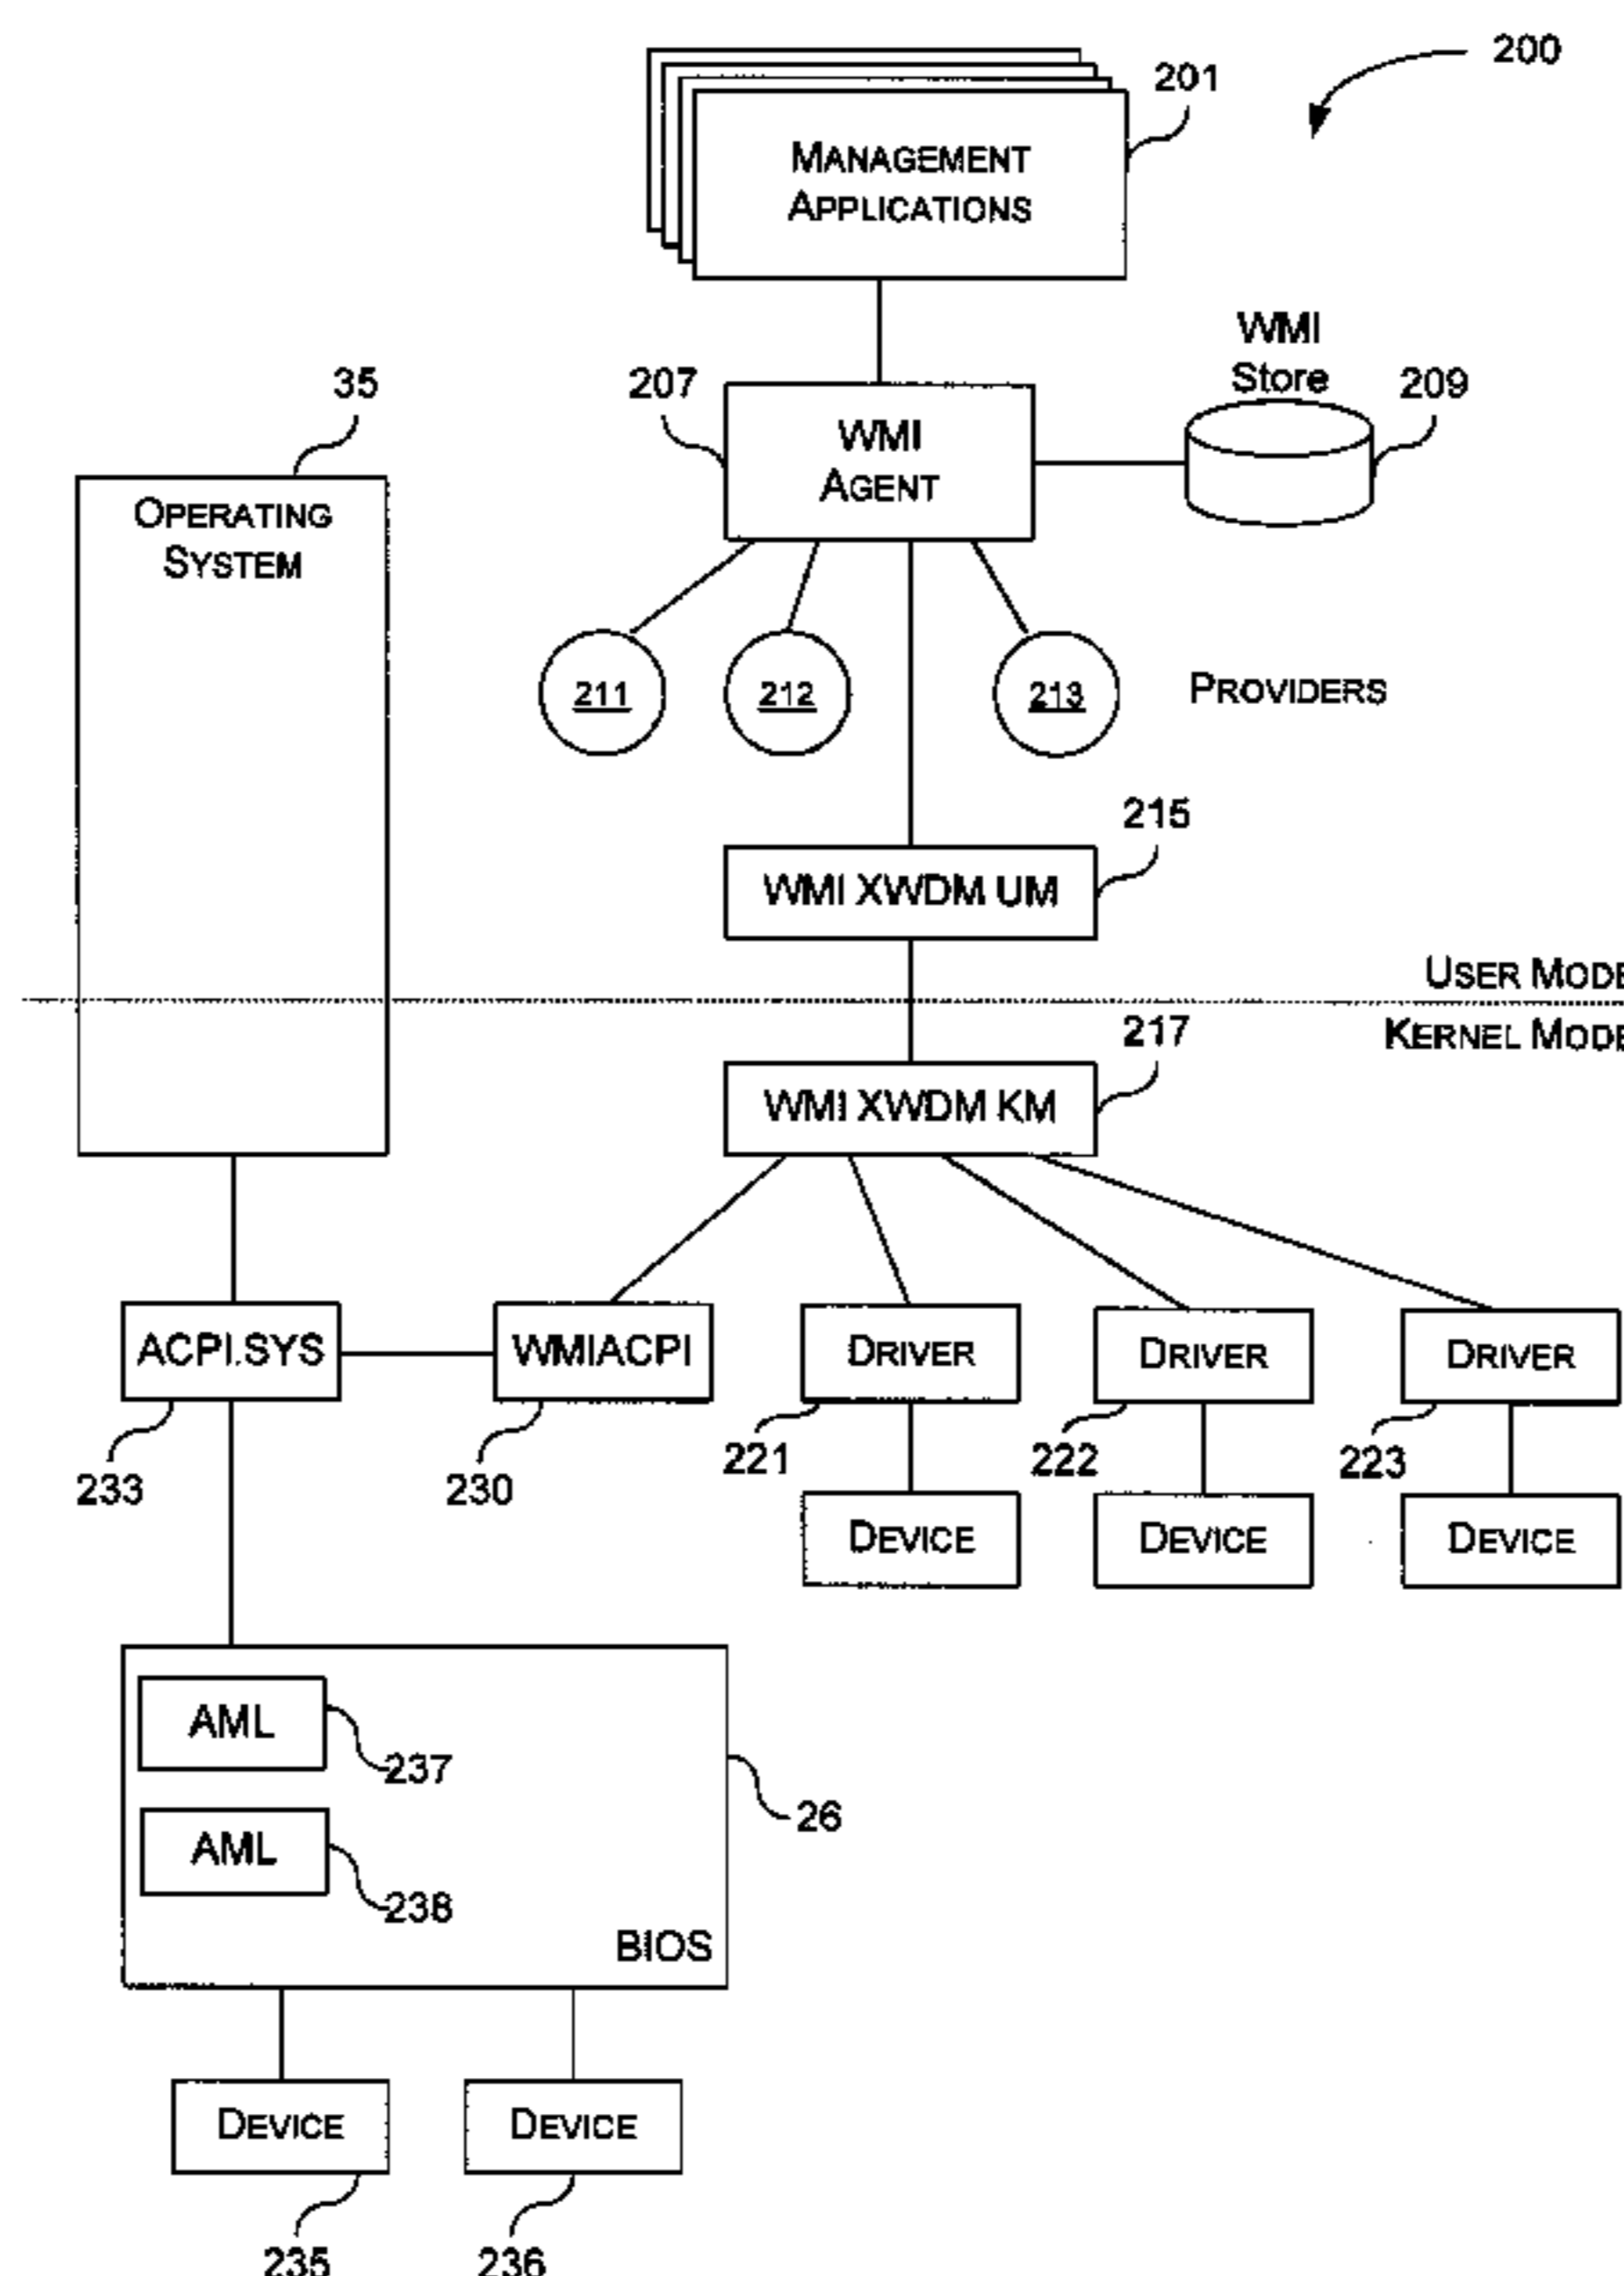 200
201
MANAGEMENT
APPLICATIONS
WMI
Store
35
207
209
WMI
AGENT
OPERATING
SYSTEM
211
212
213
PROVIDERS
215
WMI XWDM UM
USER MODE
217
KERNEL MODE
WMI XWDM KM
ACPI.SYS
WMIACPI
DRIVER
DRIVER
DRIVER
221
222
223
233
230
DEVICE
DEVICE
DEVICE
AML
237
26
AML
238
BIOS
DEVICE
DEVICE
235
236